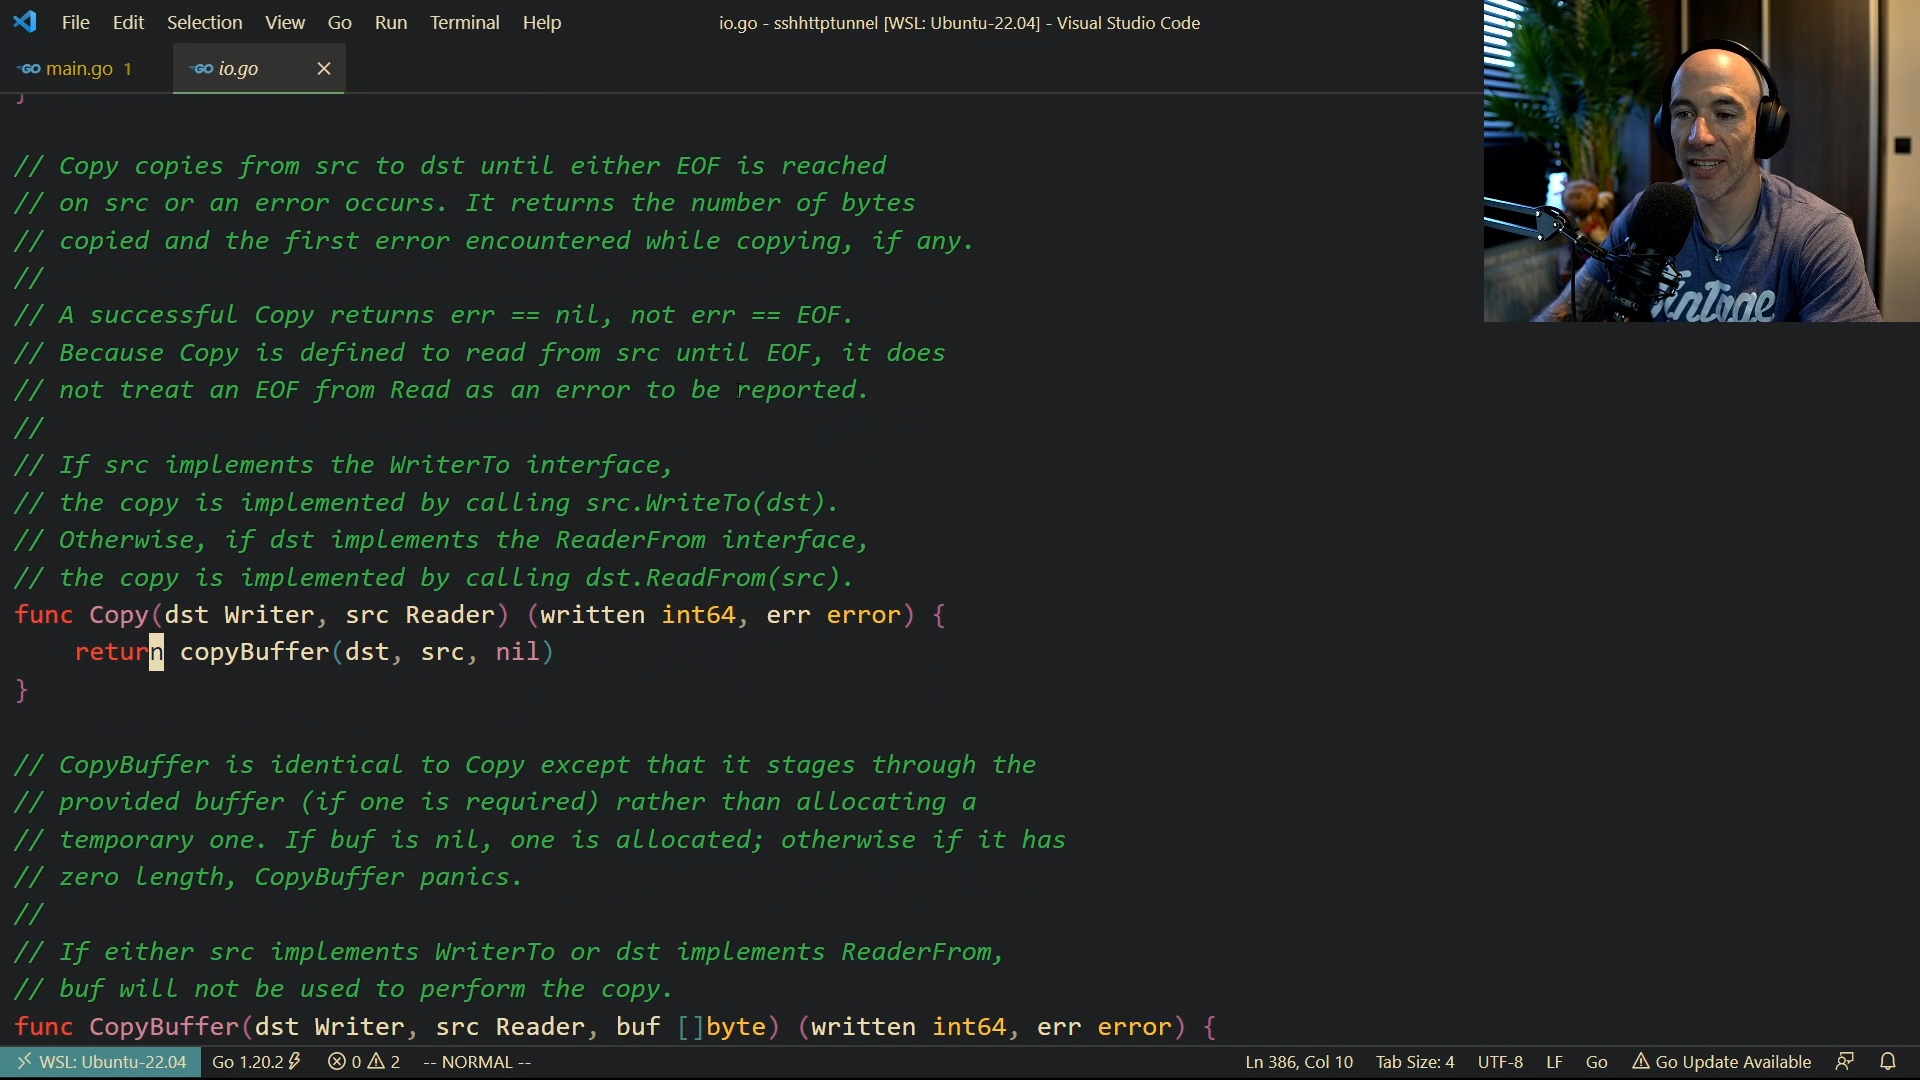 File Edit Selection View Go Run Terminal Help
io.go - sshhttptunnel [WSL: Ubuntu-22.04] - Visual Studio Code
GO main.go 1
GO io.go
}
// Copy copies from src to dst until either EOF is reached
// on src or an error occurs. It returns the number of bytes
// copied and the first error encountered while copying, if any.
//
// A successful Copy returns err == nil, not err == EOF.
// Because Copy is defined to read from src until EOF, it does
// not treat an EOF from Read as an error to be reported.
//
// If src implements the WriterTo interface,
// the copy is implemented by calling src.WriteTo(dst).
// Otherwise, if dst implements the ReaderFrom interface,
// the copy is implemented by calling dst.ReadFrom(src).
func Copy(dst Writer, src Reader) (written int64, err error) {
    return copyBuffer(dst, src, nil)
}
// CopyBuffer is identical to Copy except that it stages through the
// provided buffer (if one is required) rather than allocating a
// temporary one. If buf is nil, one is allocated; otherwise if it has
// zero length, CopyBuffer panics.
//
// If either src implements WriterTo or dst implements ReaderFrom,
// buf will not be used to perform the copy.
func CopyBuffer(dst Writer, src Reader, buf []byte) (written int64, err error) {
WSL: Ubuntu-22.04 Go 1.20.2 0 2 -- NORMAL -- Ln 386, Col 10 Tab Size: 4 UTF-8 LF Go Go Update Available
Vintage